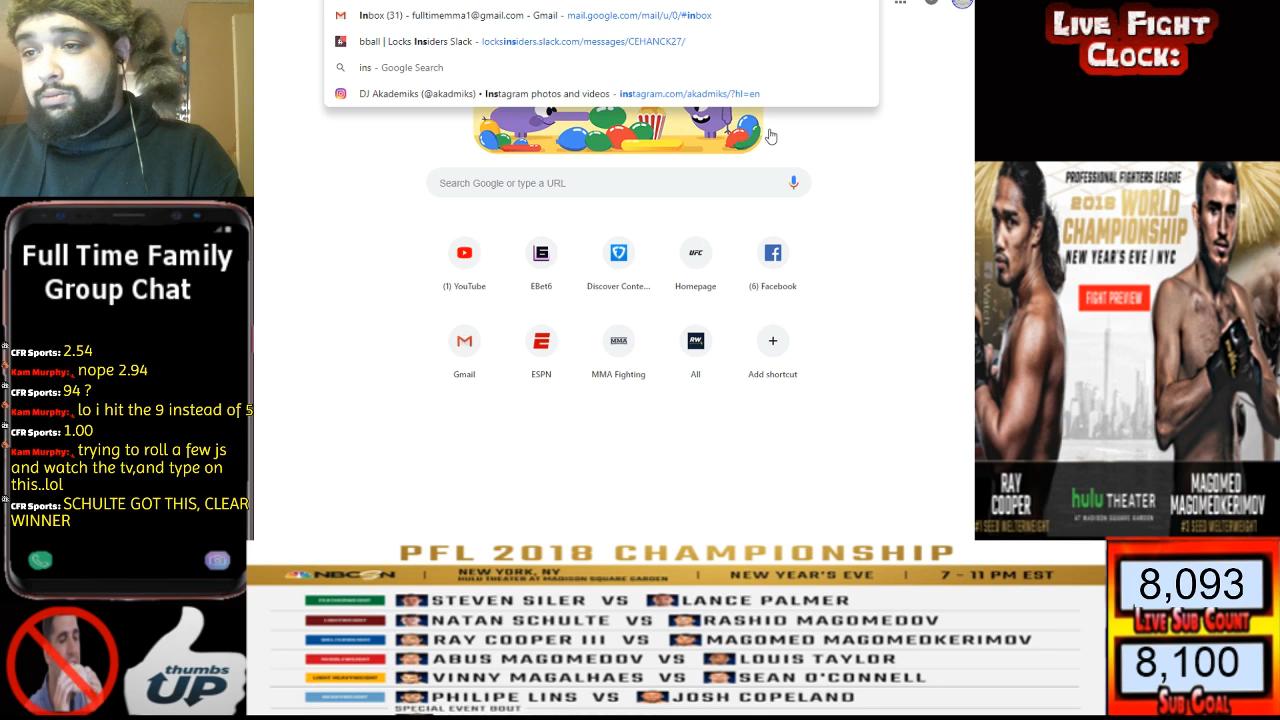 Inbox (31) - fulltimemma1@gmail.com - Gmail - mail.google.com/mail/u/0/#inbox
bball | Locks Insiders Slack - locksinsiders.slack.com/messages/CEHANCK27/
ins - Google Search
DJ Akademiks (@akadmiks) • Instagram photos and videos - instagram.com/akadmiks/?hl=en
Search Google or type a URL
UFC
(1) YouTube
EBet6
Discover Conte...
Homepage
(6) Facebook
MMA
RW
Gmail
ESPN
MMA Fighting
All
Add shortcut
Full Time Family
Group Chat
CFR Sports: 2.54
Kam Murphy: nope 2.94
CFR Sports: 94 ?
Kam Murphy: lo i hit the 9 instead of 5
CFR Sports: 1.00
Kam Murphy: trying to roll a few js
and watch the tv,and type on
this..lol
CFR Sports: SCHULTE GOT THIS, CLEAR
WINNER
thumbs
UP
LIVE FIGHT
CLOCK:
PROFESSIONAL FIGHTERS LEAGUE
2018 WORLD
CHAMPIONSHIP
NEW YEAR'S EVE / NYC
FIGHT PREVIEW
RAY
COOPER
#1 SEED WELTERWEIGHT
hulu THEATER
AT MADISON SQUARE GARDEN
MAGOMED
MAGOMEDKERIMOV
#3 SEED WELTERWEIGHT
PFL 2018 CHAMPIONSHIP
NBCSN | NEW YORK, NY | NEW YEAR'S EVE | 7 - 11 PM EST
HULU THEATER AT MADISON SQUARE GARDEN
STEVEN SILER VS LANCE PALMER
NATAN SCHULTE VS RASHID MAGOMEDOV
RAY COOPER III VS MAGOMED MAGOMEDKERIMOV
ABUS MAGOMEDOV VS LOUIS TAYLOR
VINNY MAGALHAES VS SEAN O'CONNELL
PHILIPE LINS VS JOSH COPELAND
SPECIAL EVENT BOUT
8,093
LIVE SUB COUNT
8,100
SUB GOAL